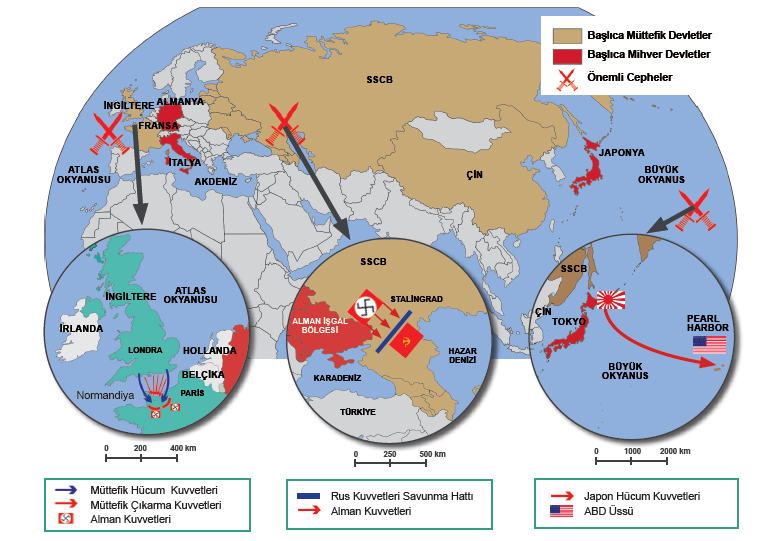 Başlıca Müttefik Devletler
Başlıca Mihver Devletler
Önemli Cepheler
SSCB
İNGİLTERE
ALMANYA
FRANSA
İTALYA
ATLAS
OKYANUSU
AKDENİZ
ÇİN
JAPONYA
BÜYÜK
OKYANUS
İNGİLTERE
ATLAS
OKYANUSU
İRLANDA
LONDRA
HOLLANDA
BELÇİKA
PARİS
Normandiya
0 200 400 km
SSCB
STALİNGRAD
ALMAN İŞGAL
BÖLGESİ
HAZAR
DENİZİ
KARADENİZ
TÜRKİYE
0 250 500 km
SSCB
ÇİN
TOKYO
PEARL
HARBOR
BÜYÜK
OKYANUS
0 1000 2000 km
Müttefik Hücum Kuvvetleri
Müttefik Çıkarma Kuvvetleri
Alman Kuvvetleri
Rus Kuvvetleri Savunma Hattı
Alman Kuvvetleri
Japon Hücum Kuvvetleri
ABD Üssü